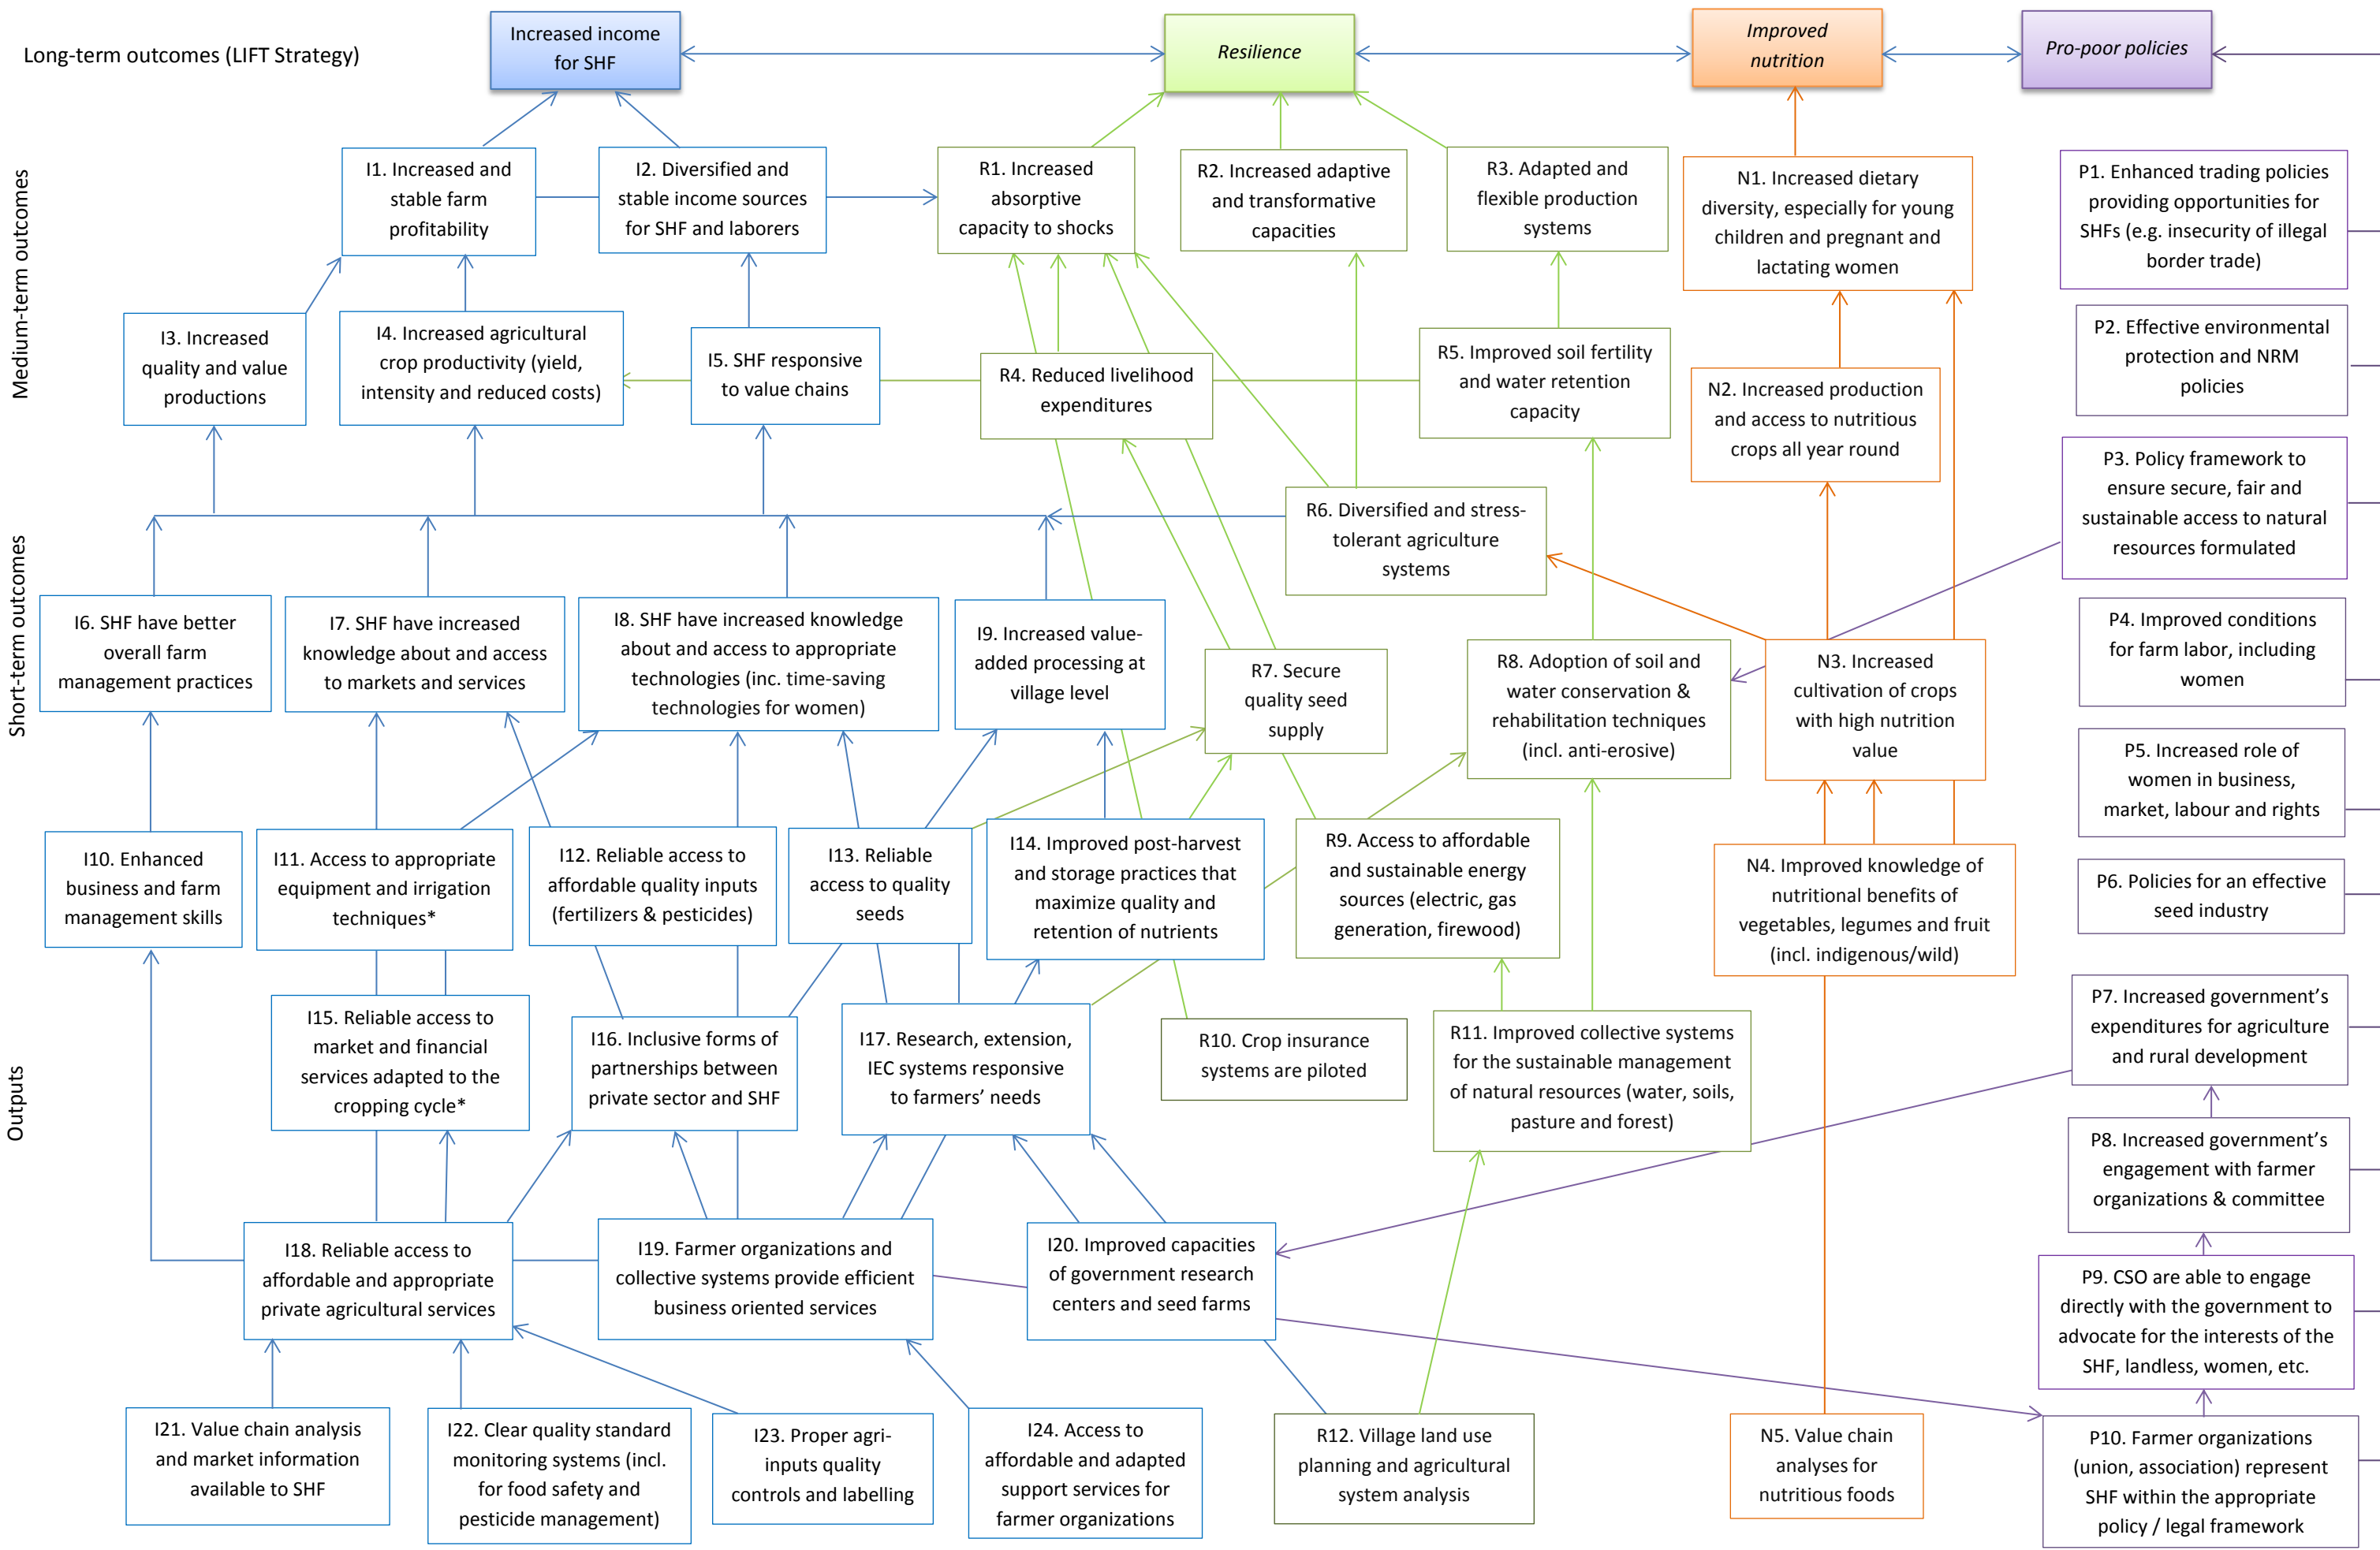 Long-term outcomes (LIFT Strategy)
Increased income
for SHF
Resilience
Improved
nutrition
Pro-poor policies
Medium-term outcomes
I1. Increased and
stable farm
profitability
I2. Diversified and
stable income sources
for SHF and laborers
R1. Increased
absorptive
capacity to shocks
R2. Increased adaptive
and transformative
capacities
R3. Adapted and
flexible production
systems
N1. Increased dietary
diversity, especially for young
children and pregnant and
lactating women
P1. Enhanced trading policies
providing opportunities for
SHFs (e.g. insecurity of illegal
border trade)
I3. Increased
quality and value
productions
I4. Increased agricultural
crop productivity (yield,
intensity and reduced costs)
I5. SHF responsive
to value chains
R4. Reduced livelihood
expenditures
R5. Improved soil fertility
and water retention
capacity
N2. Increased production
and access to nutritious
crops all year round
P2. Effective environmental
protection and NRM
policies
P3. Policy framework to
ensure secure, fair and
sustainable access to natural
resources formulated
R6. Diversified and stress-
tolerant agriculture
systems
Short-term outcomes
I6. SHF have better
overall farm
management practices
I7. SHF have increased
knowledge about and access
to markets and services
I8. SHF have increased knowledge
about and access to appropriate
technologies (inc. time-saving
technologies for women)
I9. Increased value-
added processing at
village level
R7. Secure
quality seed
supply
R8. Adoption of soil and
water conservation &
rehabilitation techniques
(incl. anti-erosive)
N3. Increased
cultivation of crops
with high nutrition
value
P4. Improved conditions
for farm labor, including
women
P5. Increased role of
women in business,
market, labour and rights
Outputs
I10. Enhanced
business and farm
management skills
I11. Access to appropriate
equipment and irrigation
techniques*
I12. Reliable access to
affordable quality inputs
(fertilizers & pesticides)
I13. Reliable
access to quality
seeds
I14. Improved post-harvest
and storage practices that
maximize quality and
retention of nutrients
R9. Access to affordable
and sustainable energy
sources (electric, gas
generation, firewood)
N4. Improved knowledge of
nutritional benefits of
vegetables, legumes and fruit
(incl. indigenous/wild)
P6. Policies for an effective
seed industry
I15. Reliable access to
market and financial
services adapted to the
cropping cycle*
I16. Inclusive forms of
partnerships between
private sector and SHF
I17. Research, extension,
IEC systems responsive
to farmers’ needs
R10. Crop insurance
systems are piloted
R11. Improved collective systems
for the sustainable management
of natural resources (water, soils,
pasture and forest)
P7. Increased government’s
expenditures for agriculture
and rural development
P8. Increased government’s
engagement with farmer
organizations & committee
I18. Reliable access to
affordable and appropriate
private agricultural services
I19. Farmer organizations and
collective systems provide efficient
business oriented services
I20. Improved capacities
of government research
centers and seed farms
P9. CSO are able to engage
directly with the government to
advocate for the interests of the
SHF, landless, women, etc.
I21. Value chain analysis
and market information
available to SHF
I22. Clear quality standard
monitoring systems (incl.
for food safety and
pesticide management)
I23. Proper agri-
inputs quality
controls and labelling
I24. Access to
affordable and adapted
support services for
farmer organizations
R12. Village land use
planning and agricultural
system analysis
N5. Value chain
analyses for
nutritious foods
P10. Farmer organizations
(union, association) represent
SHF within the appropriate
policy / legal framework